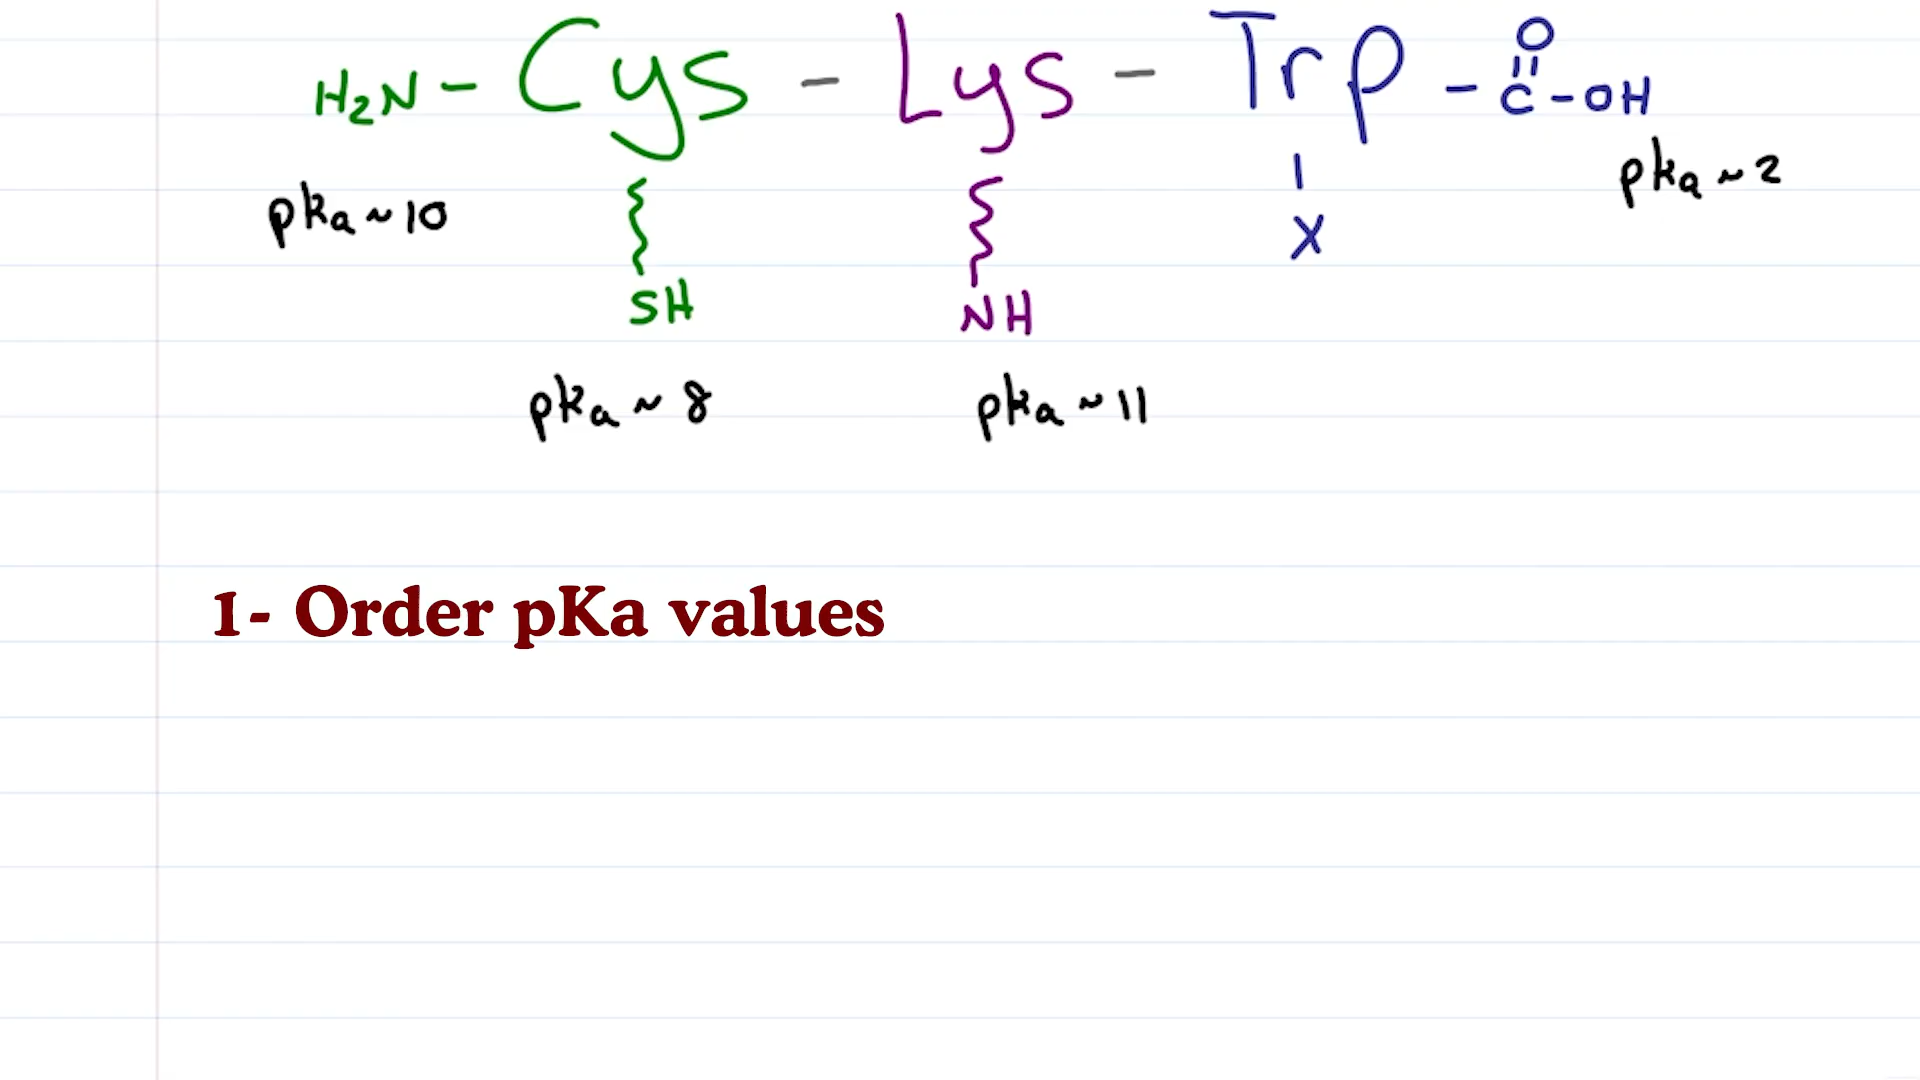 H₂N - Cys - Lys - Trp - C - OH
O
pka ~ 2
pka ~ 10
X
SH
NH
pka ~ 8
pka ~ 11
1- Order pKa values